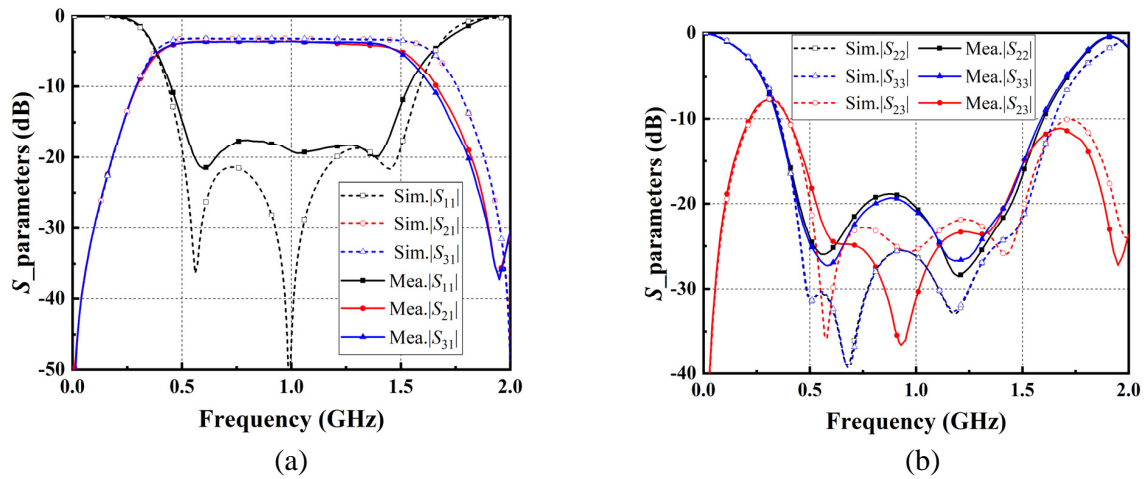 S_parameters (dB)
0
-10
-20
-30
-40
-50
Sim.|S11|
Sim.|S21|
Sim.|S31|
Mea.|S11|
Mea.|S21|
Mea.|S31|
0.0 0.5 1.0 1.5 2.0
Frequency (GHz)
(a)
S_parameters (dB)
0
-10
-20
-30
-40
Sim.|S22| Mea.|S22|
Sim.|S33| Mea.|S33|
Sim.|S23| Mea.|S23|
0.0 0.5 1.0 1.5 2.0
Frequency (GHz)
(b)